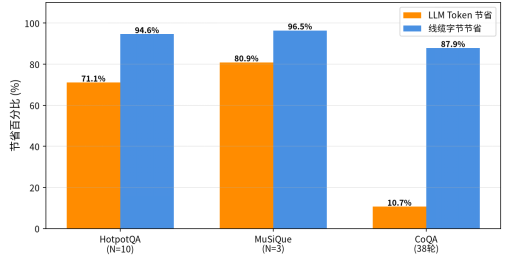 LLM Token 节省
线缆字节节省
94.6%
96.5%
87.9%
71.1%
80.9%
10.7%
节省百分比 (%)
100
80
60
40
20
0
HotpotQA
(N=10)
MuSiQue
(N=3)
CoQA
(38轮)